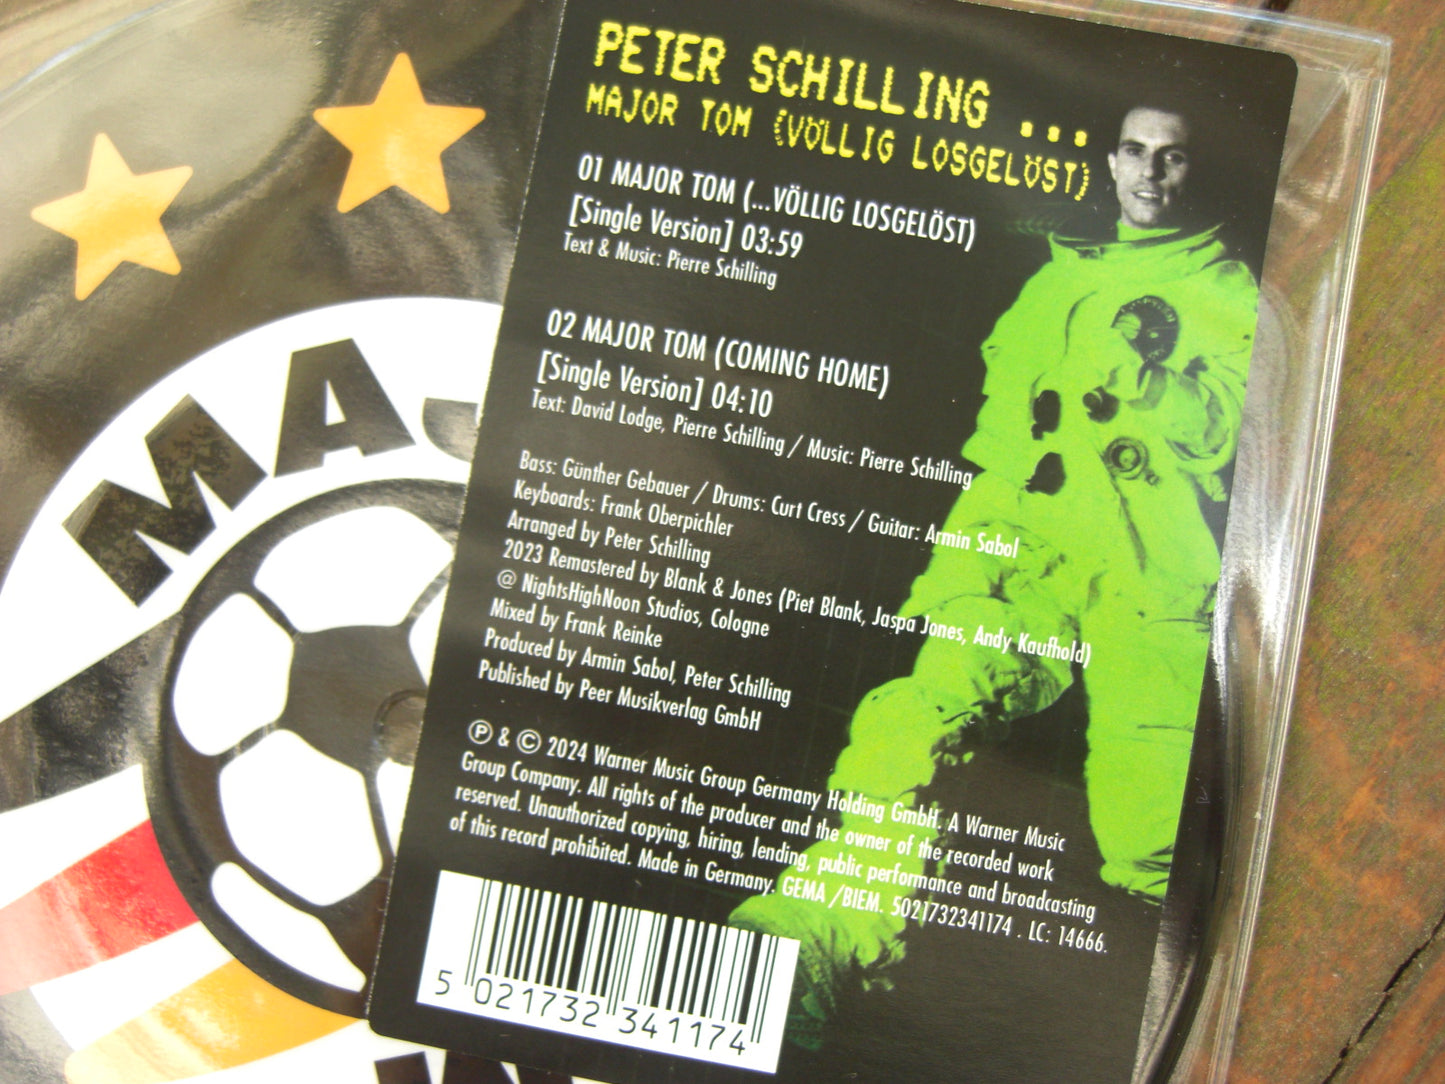 PETER SCHILLING ...
MAJOR TOM (VÖLLIG LOSGELÖST)
01 MAJOR TOM (...VÖLLIG LOSGELÖST)
[Single Version] 03:59
Text & Music: Pierre Schilling
02 MAJOR TOM (COMING HOME)
[Single Version] 04:10
Text: David Lodge, Pierre Schilling / Music: Pierre Schilling
Bass: Günther Gebauer / Drums: Curt Cress / Guitar: Armin Sabol
Keyboards: Frank Oberpichler
Arranged by Peter Schilling
2023 Remastered by Blank & Jones (Piet Blank, Jaspa Jones, Andy Kaufhold)
@ NightsHighNoon Studios, Cologne
Mixed by Frank Reinke
Produced by Armin Sabol, Peter Schilling
Published by Peer Musikverlag GmbH
Ⓟ & © 2024 Warner Music Group Germany Holding GmbH. A Warner Music
Group Company. All rights of the producer and the owner of the recorded work
reserved. Unauthorized copying, hiring, lending, public performance and broadcasting
of this record prohibited. Made in Germany. GEMA /BIEM. 5021732341174 . LC: 14666.
5 021732 341174
MAJ